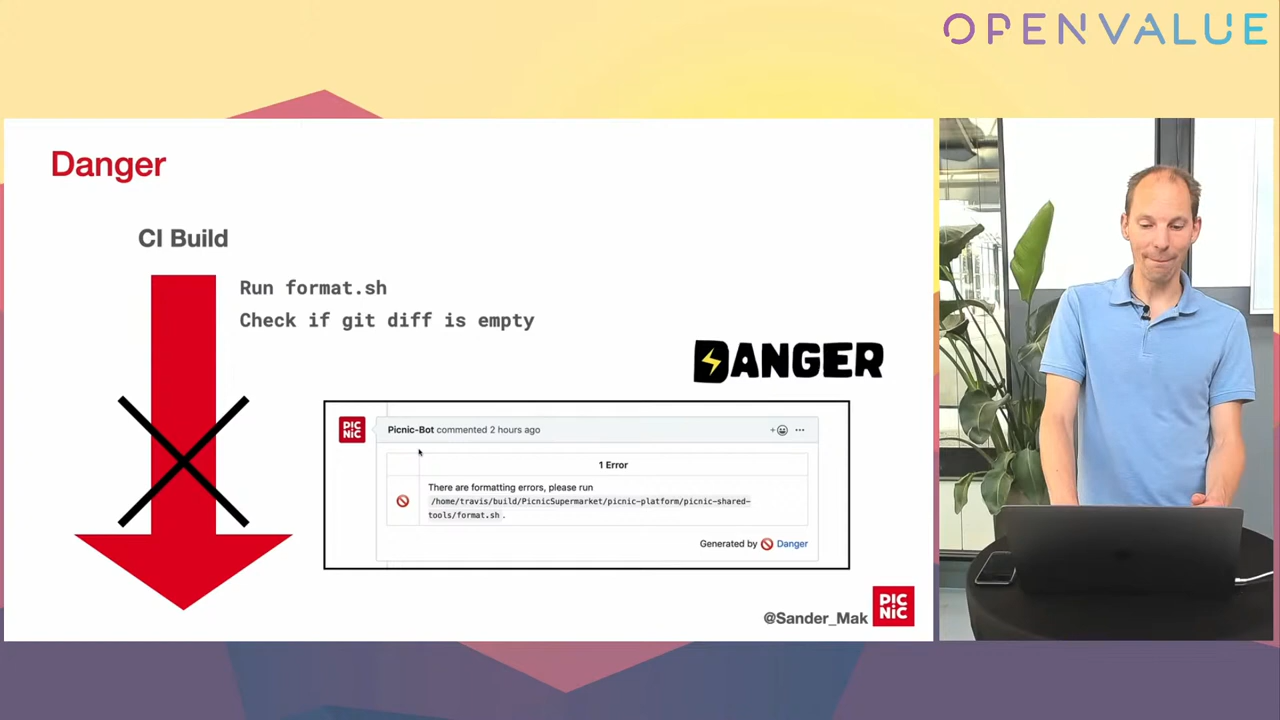 OPENVALUE
Danger
CI Build
Run format.sh
Check if git diff is empty
DANGER
PIC
NiC
Picnic-Bot commented 2 hours ago
1 Error
There are formatting errors, please run
/home/travis/build/PicnicSupermarket/picnic-platform/picnic-shared-
tools/format.sh .
Generated by 🚫 Danger
@Sander_Mak
PIC
NiC